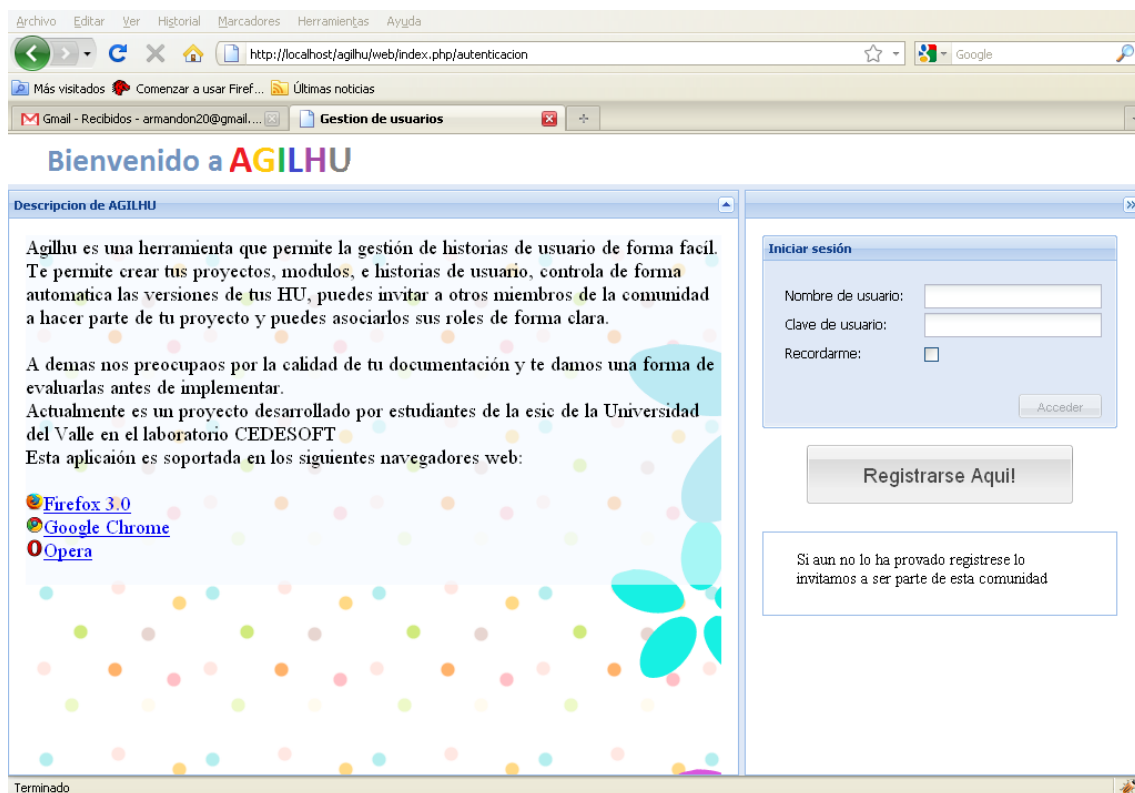 Archivo Editar Ver Historial Marcadores Herramientas Ayuda
http://localhost/agilhu/web/index.php/autenticacion
Google
Más visitados Comenzar a usar Firef... Últimas noticias
Gmail - Recibidos - armandon20@gmail....
Gestion de usuarios
Bienvenido a AGILHU
Descripcion de AGILHU
Agilhu es una herramienta que permite la gestión de historias de usuario de forma facíl.
Te permite crear tus proyectos, modulos, e historias de usuario, controla de forma
automatica las versiones de tus HU, puedes invitar a otros miembros de la comunidad
a hacer parte de tu proyecto y puedes asociarlos sus roles de forma clara.
A demas nos preocupaos por la calidad de tu documentación y te damos una forma de
evaluarlas antes de implementar.
Actualmente es un proyecto desarrollado por estudiantes de la esic de la Universidad
del Valle en el laboratorio CEDESOFT
Esta aplicaión es soportada en los siguientes navegadores web:
Firefox 3.0
Google Chrome
Opera
Iniciar sesión
Nombre de usuario:
Clave de usuario:
Recordarme:
Acceder
Registrarse Aqui!
Si aun no lo ha provado registrese lo
invitamos a ser parte de esta comunidad
Terminado